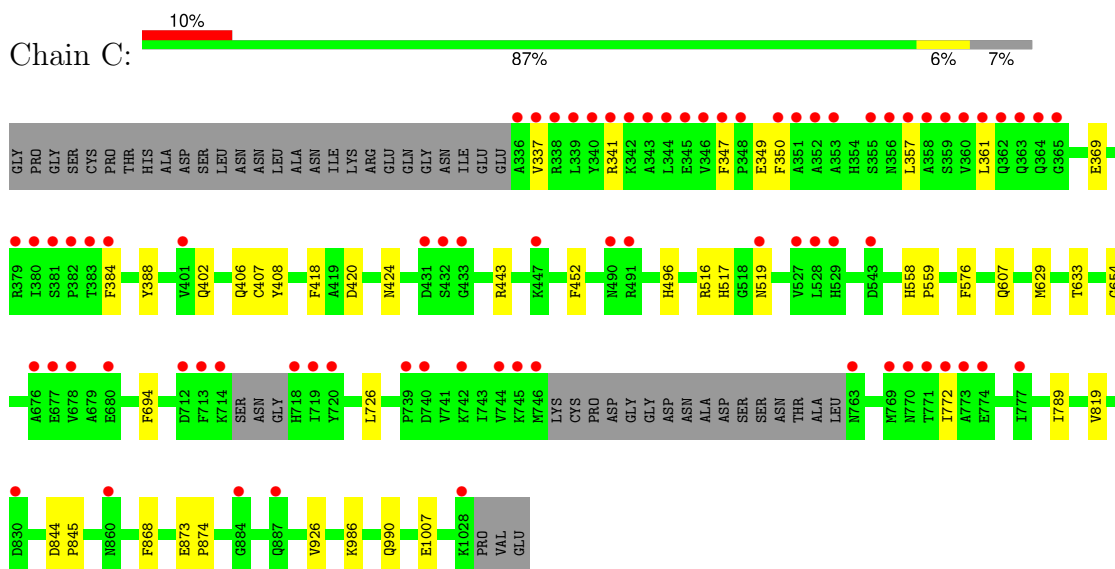 10%
Chain C:
87% 6% 7%
GLY PRO GLY SER CYS PRO THR HIS ALA ASP SER LEU ASN ASN LEU ALA ASN ILE LYS ARG GLU GLN GLY ASN ILE GLU GLU A336 V337 R338 L339 Y340 R341 K342 A343 L344 E345 V346 F347 P348 E349 F350 A351 A352 A353 H354 S355 N356 L357 A358 S359 V360 L361 Q362 Q363 Q364 G365 E369
R379 I380 S381 P382 T383 F384 Y388 V401 Q402 Q406 C407 Y408 F418 A419 D420 N424 D431 S432 G433 R443 K447 F452 N490 R491 H496 R516 H517 G518 N519 V527 L528 H529 D543 H558 P559 F576 Q607 M629 T633
A676 E677 V678 A679 E680 F694 D712 F713 K714 SER ASN GLY H718 I719 Y720 L726 P739 D740 V741 K742 I743 V744 K745 M746 LYS CYS PRO ASP GLY GLY ASP ASN ALA ASP SER SER ASN THR ALA LEU N763 M769 N770 T771 I772 A773 E774 I777 I789 V819
D830 D844 P845 N860 F868 E873 P874 G884 Q887 V926 K986 Q990 E1007 K1028 PRO VAL GLU